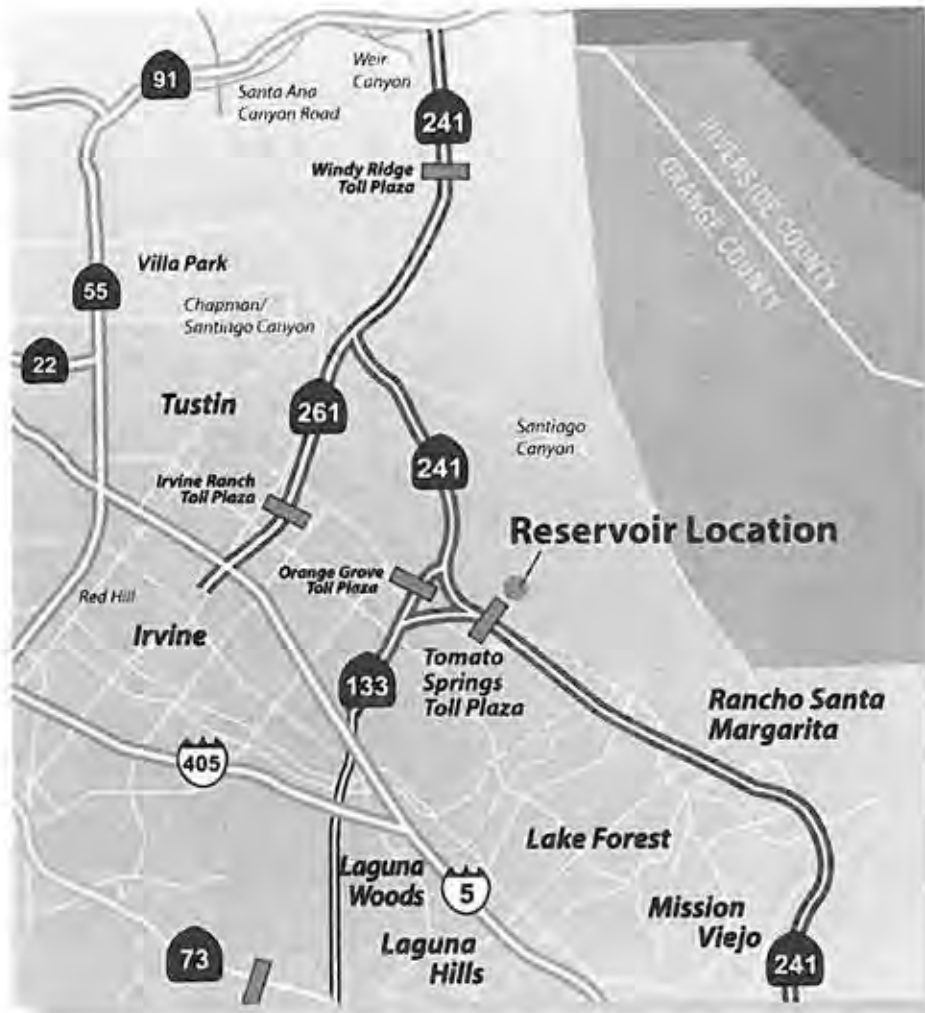 Weir
Canyon
91
Santa Ana
Canyon Road
241
Windy Ridge
Toll Plaza
RIVERSIDE COUNTY
ORANGE COUNTY
Villa Park
55
Chapman/
Santiago Canyon
22
Tustin
261
Santiago
Canyon
241
Irvine Ranch
Toll Plaza
Reservoir Location
Orange Grove
Toll Plaza
Red Hill
Irvine
133
Tomato
Springs
Toll Plaza
Rancho Santa
Margarita
405
Lake Forest
Laguna
Woods
5
Mission
Viejo
Laguna
Hills
73
241